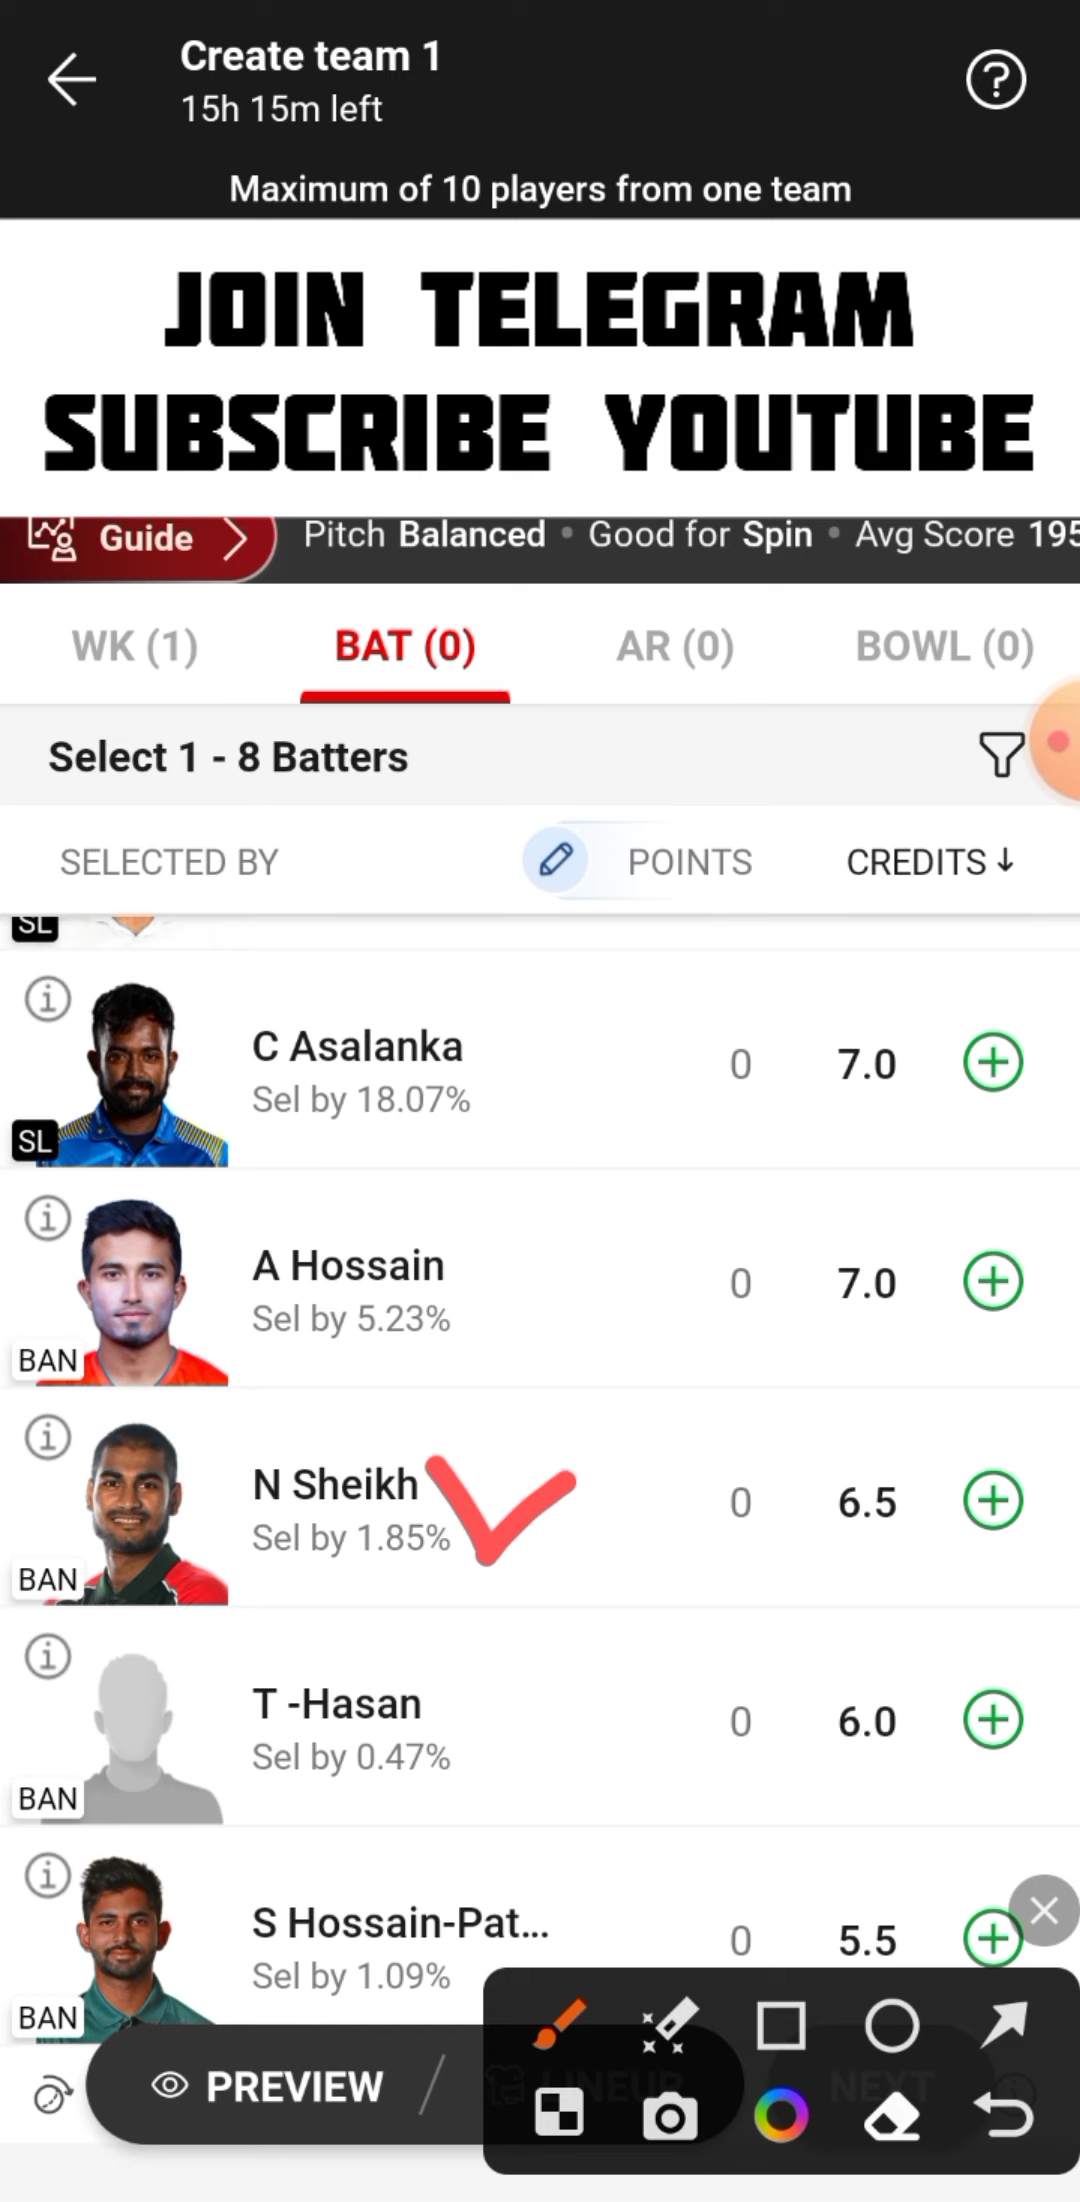 Create team 1
15h 15m left
Maximum of 10 players from one team
JOIN TELEGRAM
SUBSCRIBE YOUTUBE
Guide
Pitch Balanced • Good for Spin • Avg Score 195
WK (1) BAT (0) AR (0) BOWL (0)
Select 1 - 8 Batters
SELECTED BY POINTS CREDITS ↓
SL
C Asalanka
Sel by 18.07%
0 7.0
SL
A Hossain
Sel by 5.23%
0 7.0
BAN
N Sheikh
Sel by 1.85%
0 6.5
BAN
T -Hasan
Sel by 0.47%
0 6.0
BAN
S Hossain-Pat...
Sel by 1.09%
0 5.5
BAN
PREVIEW / LINEUP NEXT